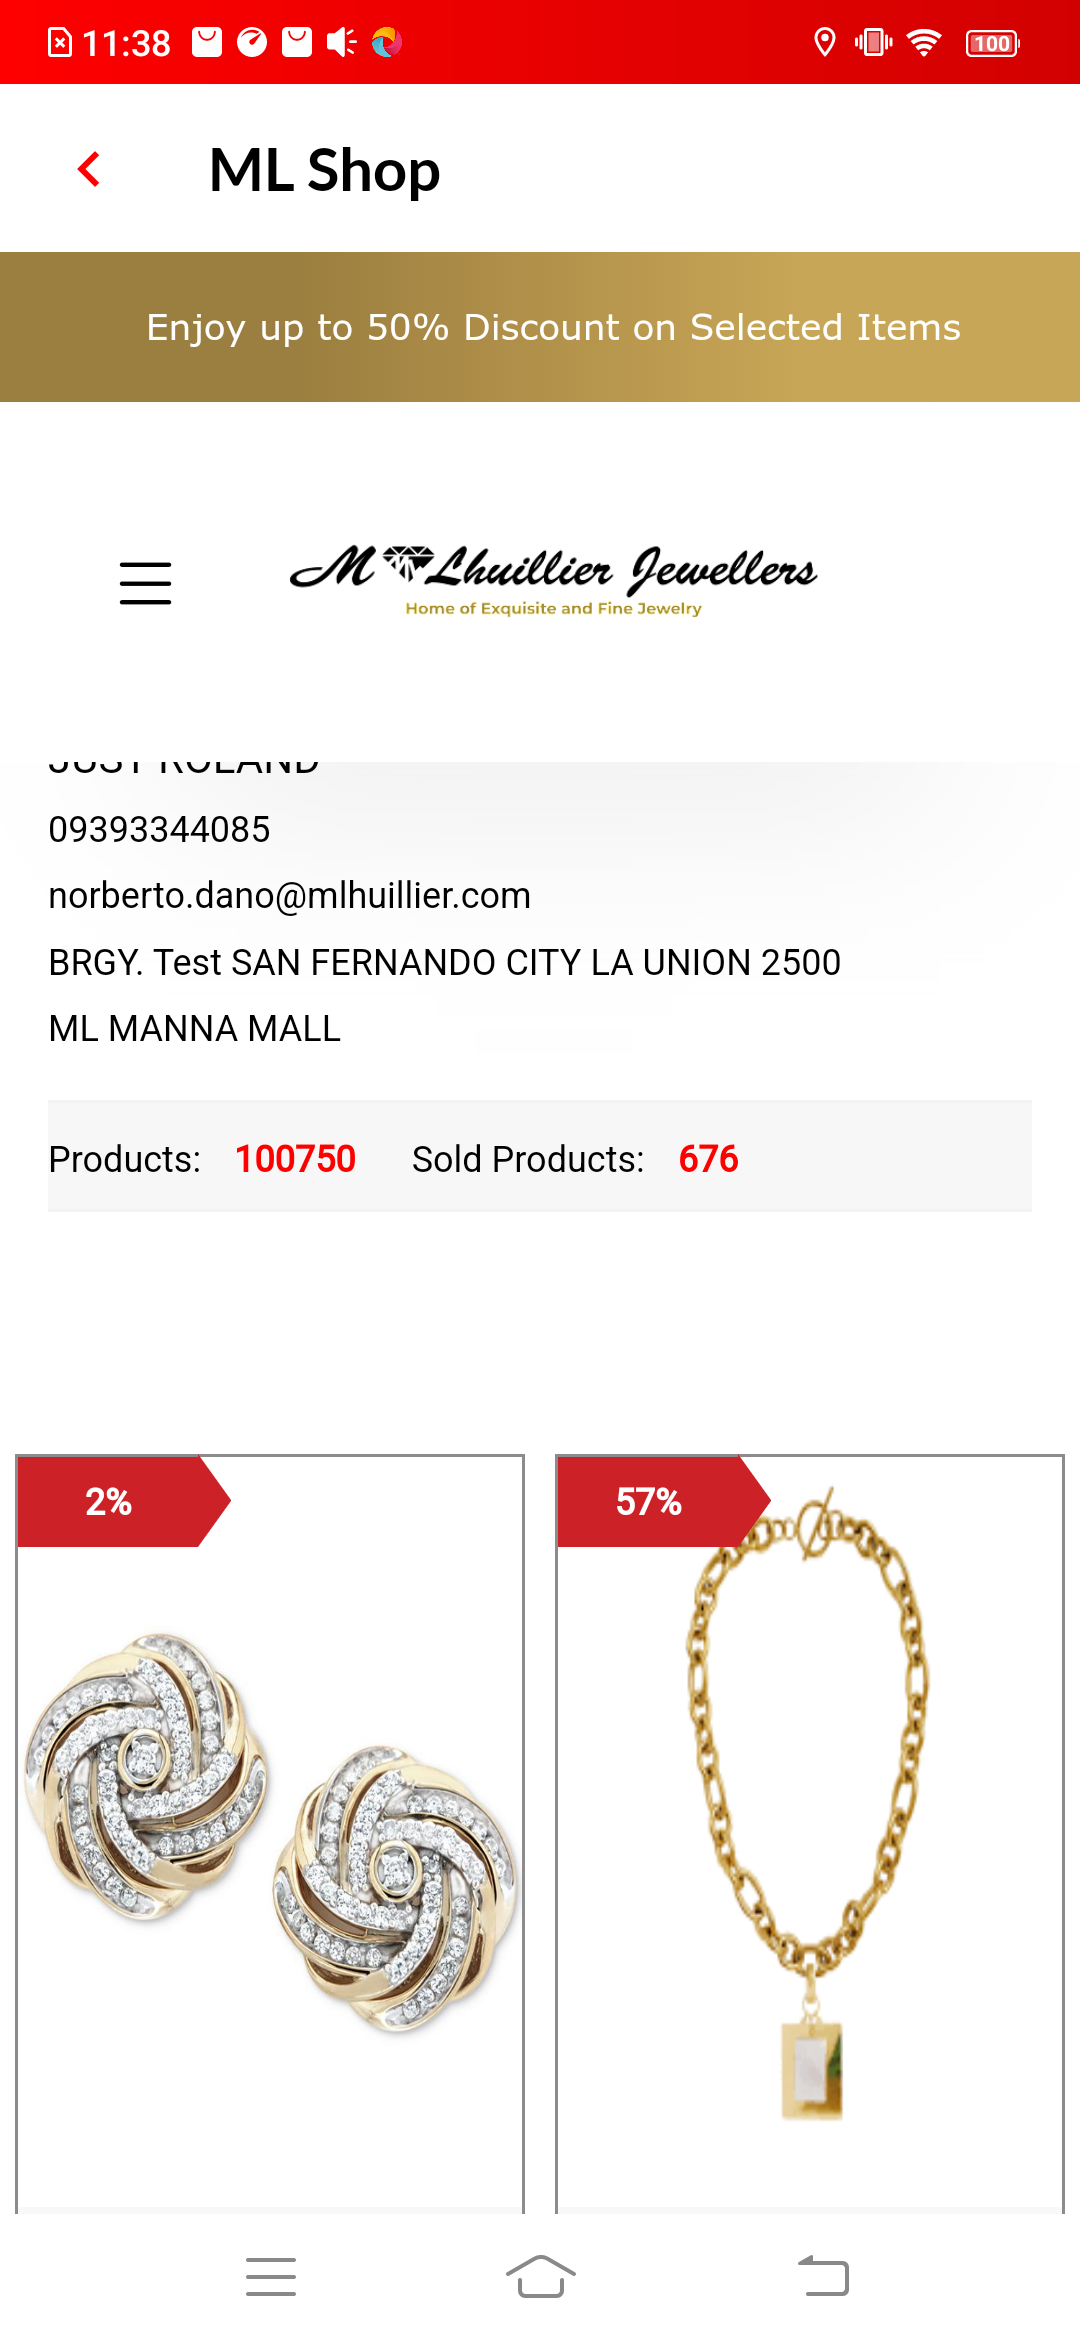 11:38
100
ML Shop
Enjoy up to 50% Discount on Selected Items
M Lhuillier Jewellers
Home of Exquisite and Fine Jewelry
JUST ROLAND
09393344085
norberto.dano@mlhuillier.com
BRGY. Test SAN FERNANDO CITY LA UNION 2500
ML MANNA MALL
Products: 100750 Sold Products: 676
2%
57%